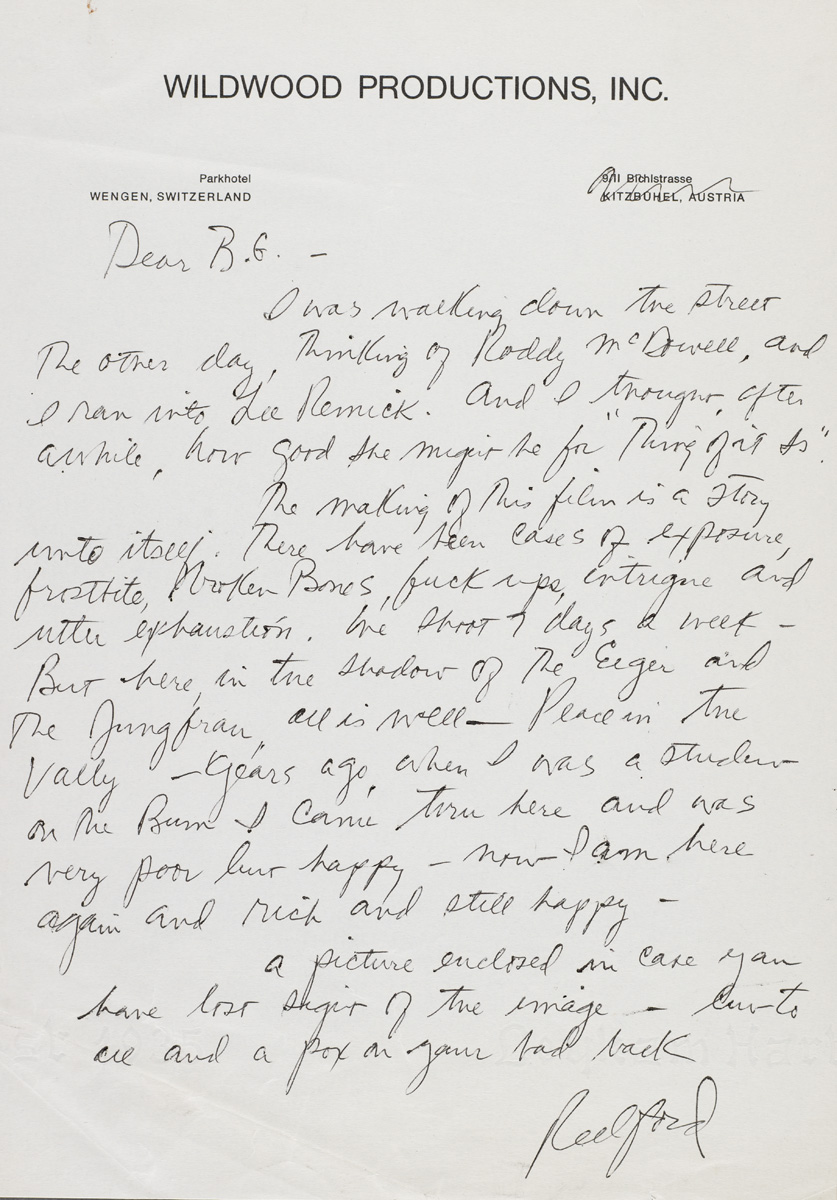 WILDWOOD PRODUCTIONS, INC.
Parkhotel
WENGEN, SWITZERLAND
9/11 Bichlstrasse
KITZBUHEL, AUSTRIA
Dear B.G. –
I was walking down the street
the other day, thinking of Roddy McDowell, and
I ran into Lee Remick. And I thought, after
awhile, how good she might be for "Thing of it Is".
The making of this film is a story
unto itself. There have been cases of exposure,
frostbite, Broken Bones, fuck ups, intrigue and
utter exhaustion. We shoot 7 days a week –
But here, in the shadow of the Eiger and
The Jungfrau, all is well — Peace in the
Vally – Years ago, when I was a student
on the Bum I came thru here and was
very poor but happy – now I am here
again and rich and still happy –
a picture enclosed in case you
have lost sight of the image – luv to
all and a pox on your bad back
Redford